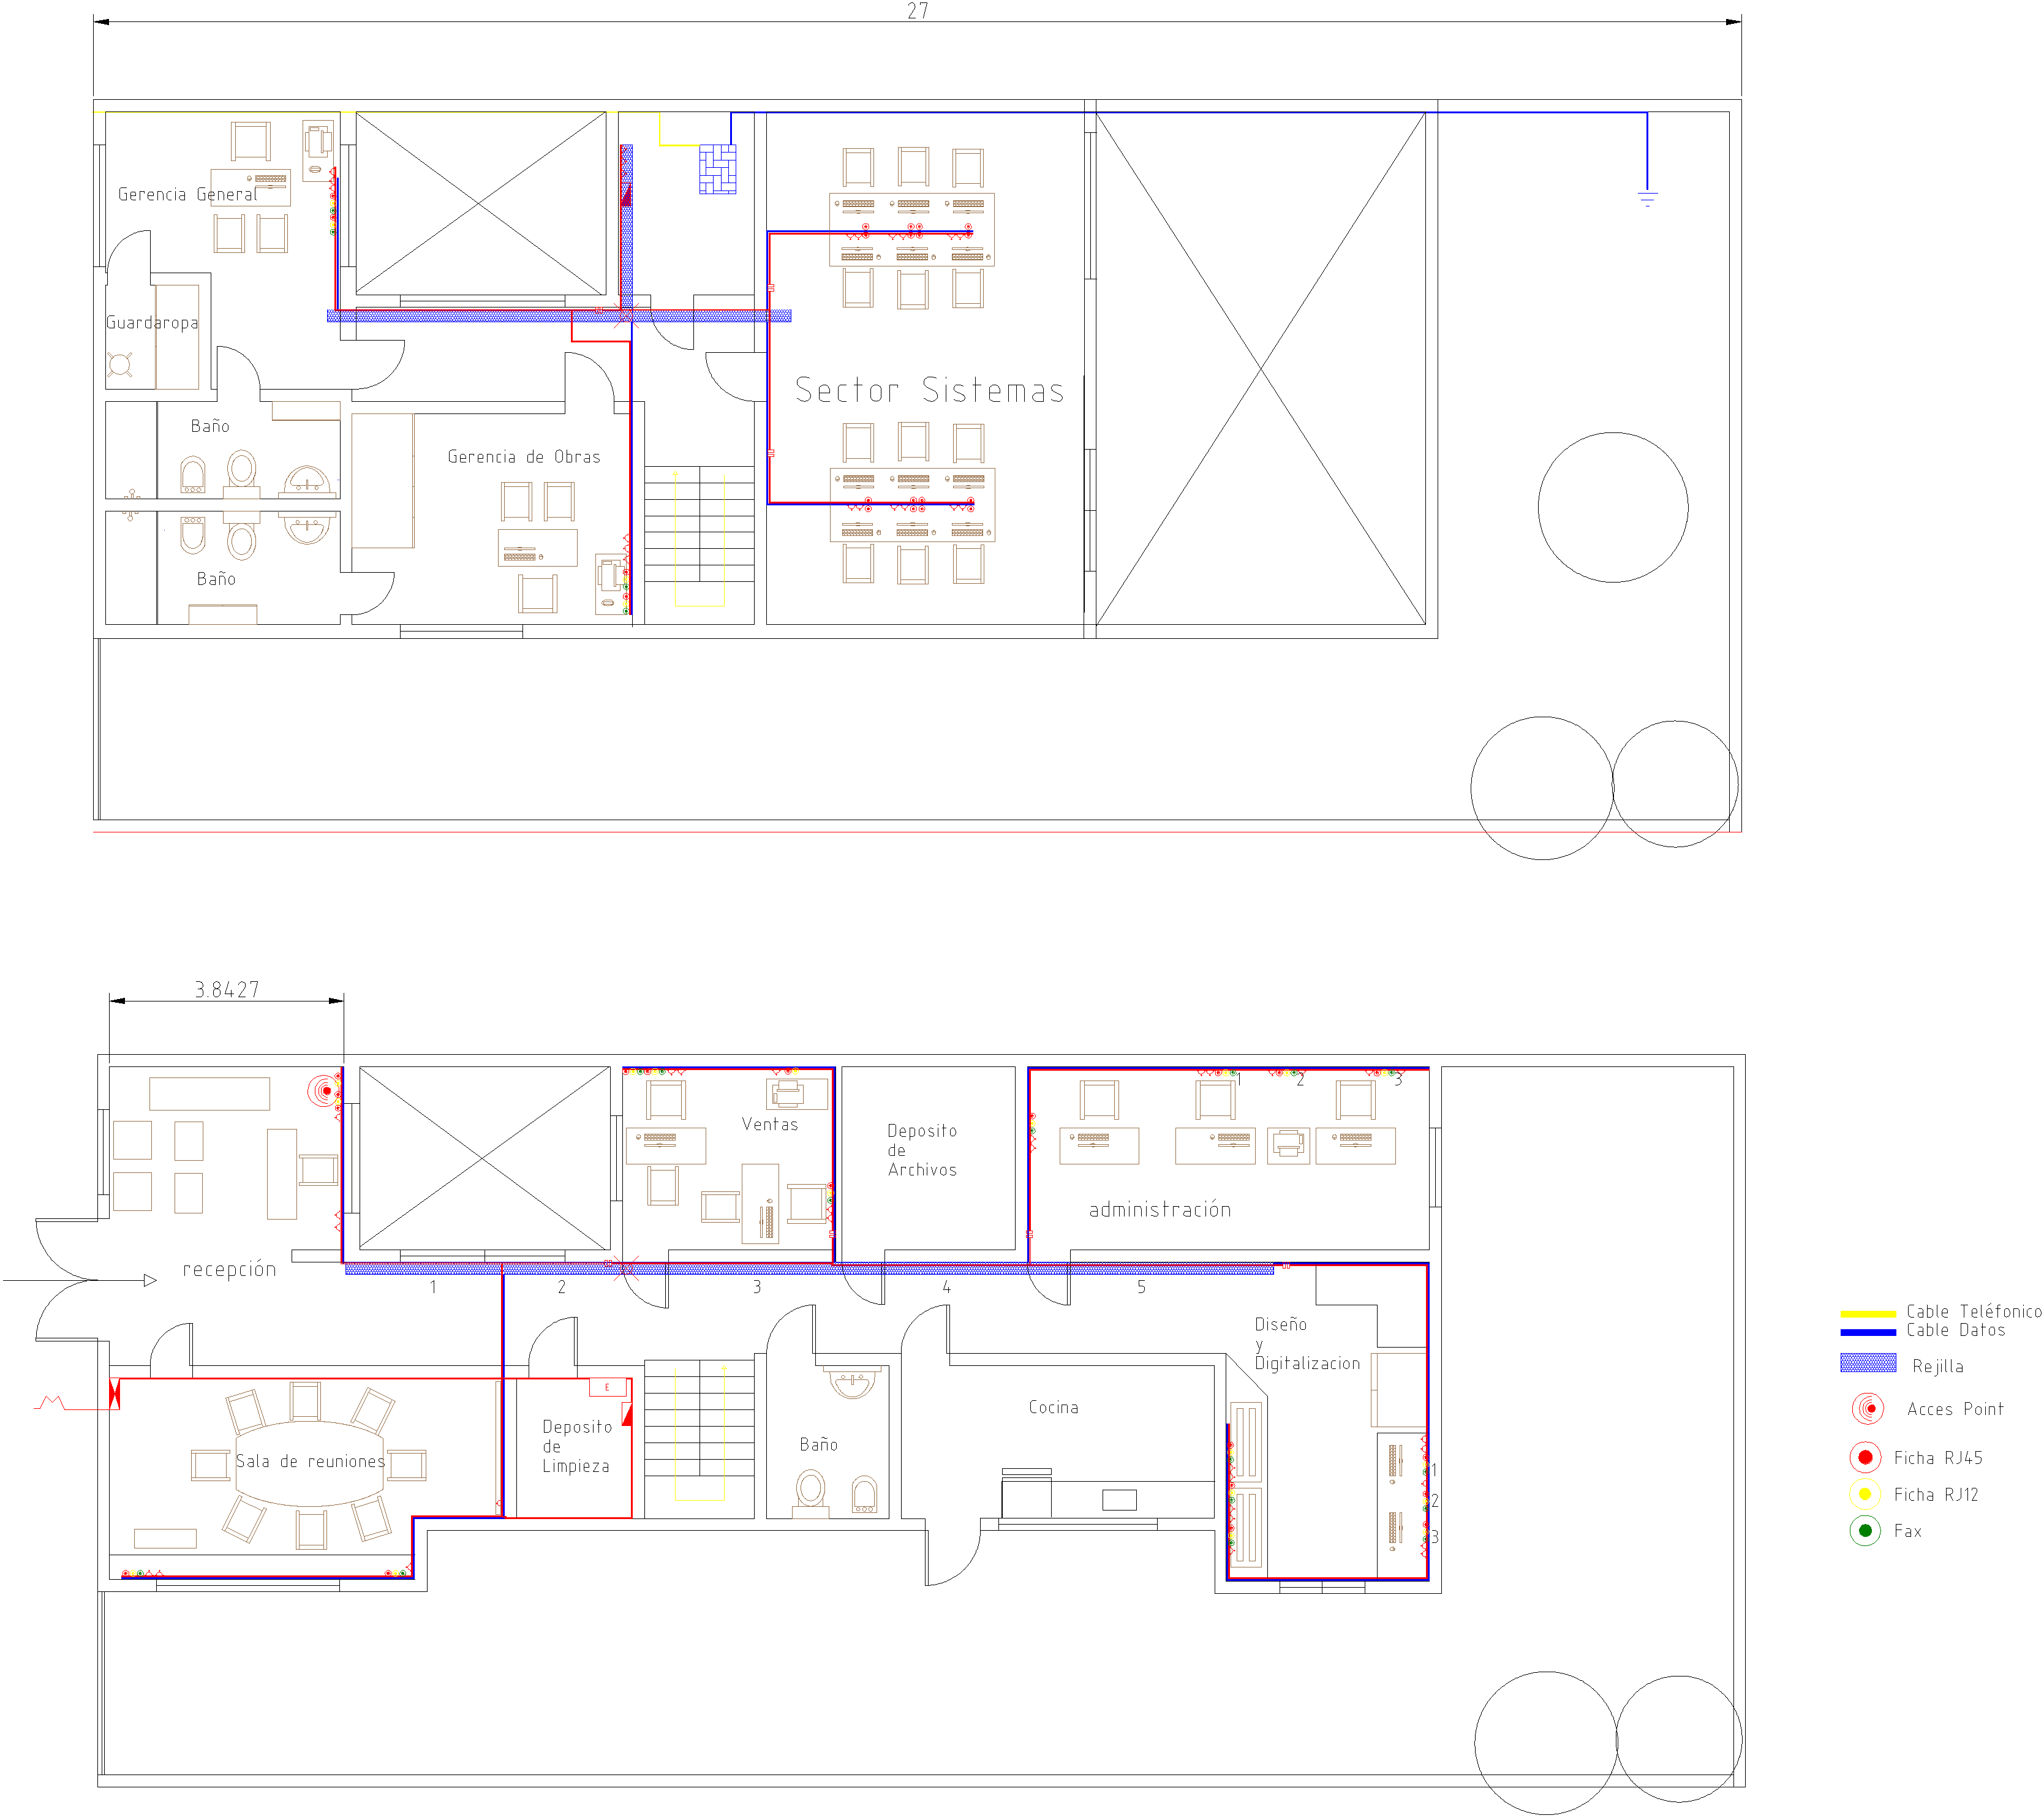 27
Gerencia General
Guardaropa
Sector Sistemas
Baño
Gerencia de Obras
Baño
3.8427
1
2
3
Ventas
Deposito
de
Archivos
administración
recepción
1
2
3
4
5
Diseño
y
Digitalizacion
E
Deposito
de
Limpieza
Sala de reuniones
Baño
Cocina
1
2
3
Cable Teléfonico
Cable Datos
Rejilla
Acces Point
Ficha RJ45
Ficha RJ12
Fax